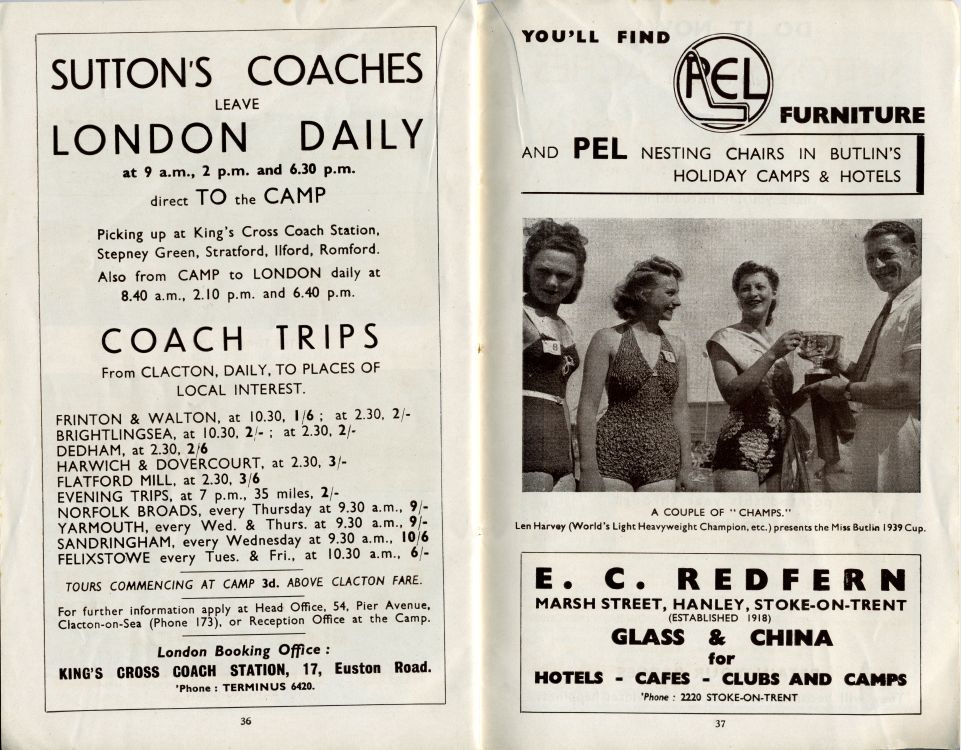 SUTTON'S COACHES
LEAVE
LONDON DAILY
at 9 a.m., 2 p.m. and 6.30 p.m.
direct TO the CAMP
Picking up at King's Cross Coach Station,
Stepney Green, Stratford, Ilford, Romford.
Also from CAMP to LONDON daily at
8.40 a.m., 2.10 p.m. and 6.40 p.m.
COACH TRIPS
From CLACTON, DAILY, TO PLACES OF
LOCAL INTEREST.
FRINTON & WALTON, at 10.30, 1/6 ; at 2.30, 2/-
BRIGHTLINGSEA, at 10.30, 2/- ; at 2.30, 2/-
DEDHAM, at 2.30, 2/6
HARWICH & DOVERCOURT, at 2.30, 3/-
FLATFORD MILL, at 2.30, 3/6
EVENING TRIPS, at 7 p.m., 35 miles, 2/-
NORFOLK BROADS, every Thursday at 9.30 a.m., 9/-
YARMOUTH, every Wed. & Thurs. at 9.30 a.m., 9/-
SANDRINGHAM, every Wednesday at 9.30 a.m., 10/6
FELIXSTOWE every Tues. & Fri., at 10.30 a.m., 6/-
TOURS COMMENCING AT CAMP 3d. ABOVE CLACTON FARE.
For further information apply at Head Office, 54, Pier Avenue,
Clacton-on-Sea (Phone 173), or Reception Office at the Camp.
London Booking Office :
KING'S CROSS COACH STATION, 17, Euston Road.
'Phone : TERMINUS 6420.
36
YOU'LL FIND
PEL
FURNITURE
AND PEL NESTING CHAIRS IN BUTLIN'S
HOLIDAY CAMPS & HOTELS
8
A COUPLE OF "CHAMPS."
Len Harvey (World's Light Heavyweight Champion, etc.) presents the Miss Butlin 1939 Cup.
E. C. REDFERN
MARSH STREET, HANLEY, STOKE-ON-TRENT
(ESTABLISHED 1918)
GLASS & CHINA
for
HOTELS - CAFES - CLUBS AND CAMPS
'Phone : 2220 STOKE-ON-TRENT
37